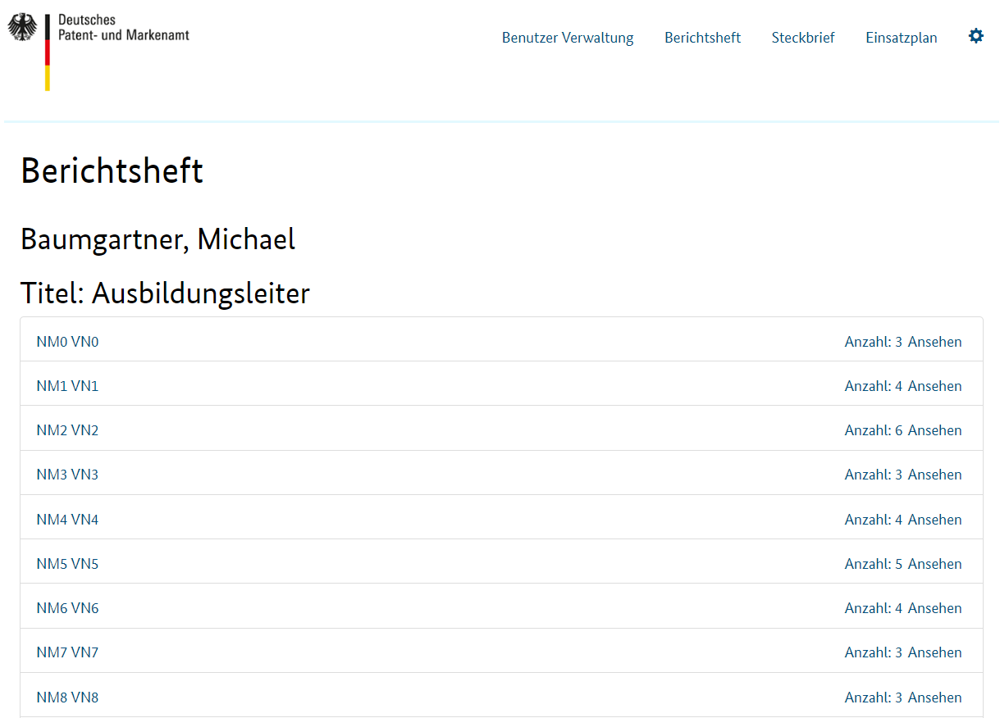 Deutsches
Patent- und Markenamt
Benutzer Verwaltung Berichtsheft Steckbrief Einsatzplan
Berichtsheft
Baumgartner, Michael
Titel: Ausbildungsleiter
NM0 VN0 Anzahl: 3 Ansehen
NM1 VN1 Anzahl: 4 Ansehen
NM2 VN2 Anzahl: 6 Ansehen
NM3 VN3 Anzahl: 3 Ansehen
NM4 VN4 Anzahl: 4 Ansehen
NM5 VN5 Anzahl: 5 Ansehen
NM6 VN6 Anzahl: 4 Ansehen
NM7 VN7 Anzahl: 3 Ansehen
NM8 VN8 Anzahl: 3 Ansehen